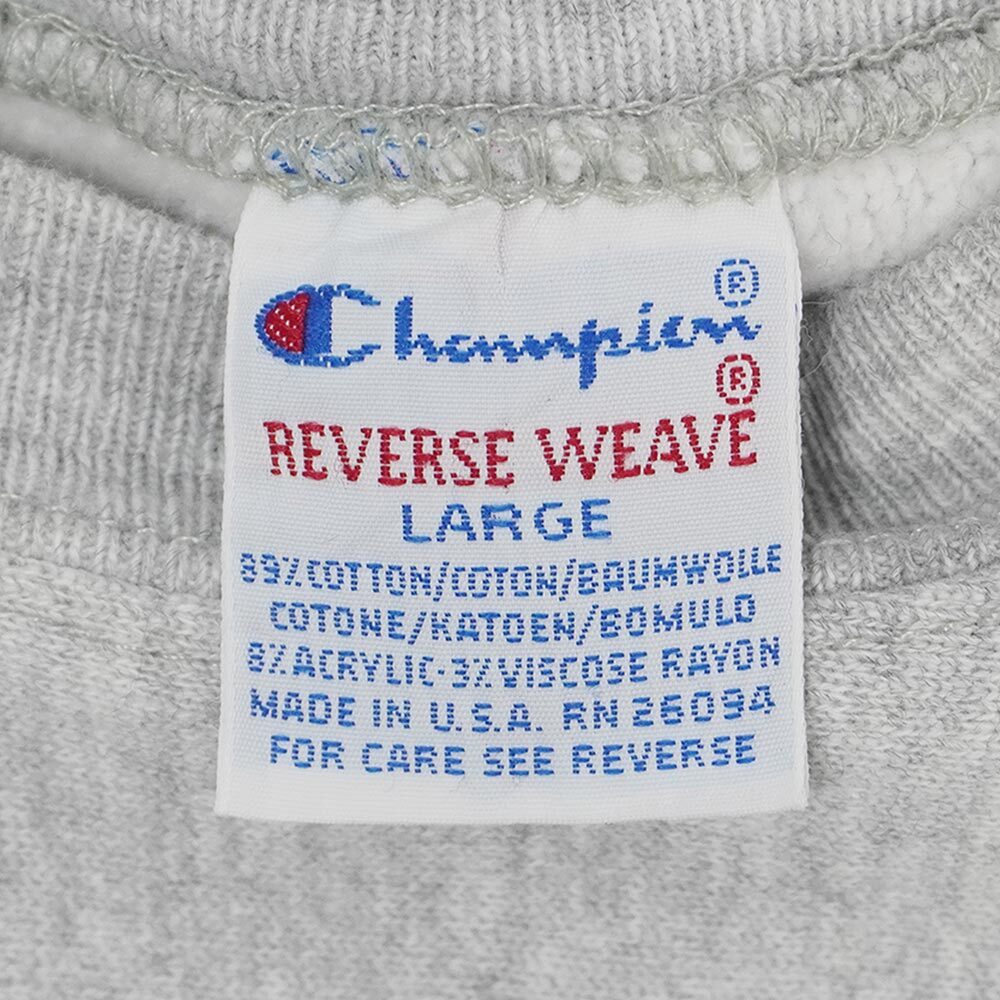 Champion®
REVERSE WEAVE®
LARGE
89% COTTON/COTON/BAUMWOLLE
COTONE/KATOEN/BOMULO
8% ACRYLIC·3% VISCOSE RAYON
MADE IN U.S.A. RN 26094
FOR CARE SEE REVERSE